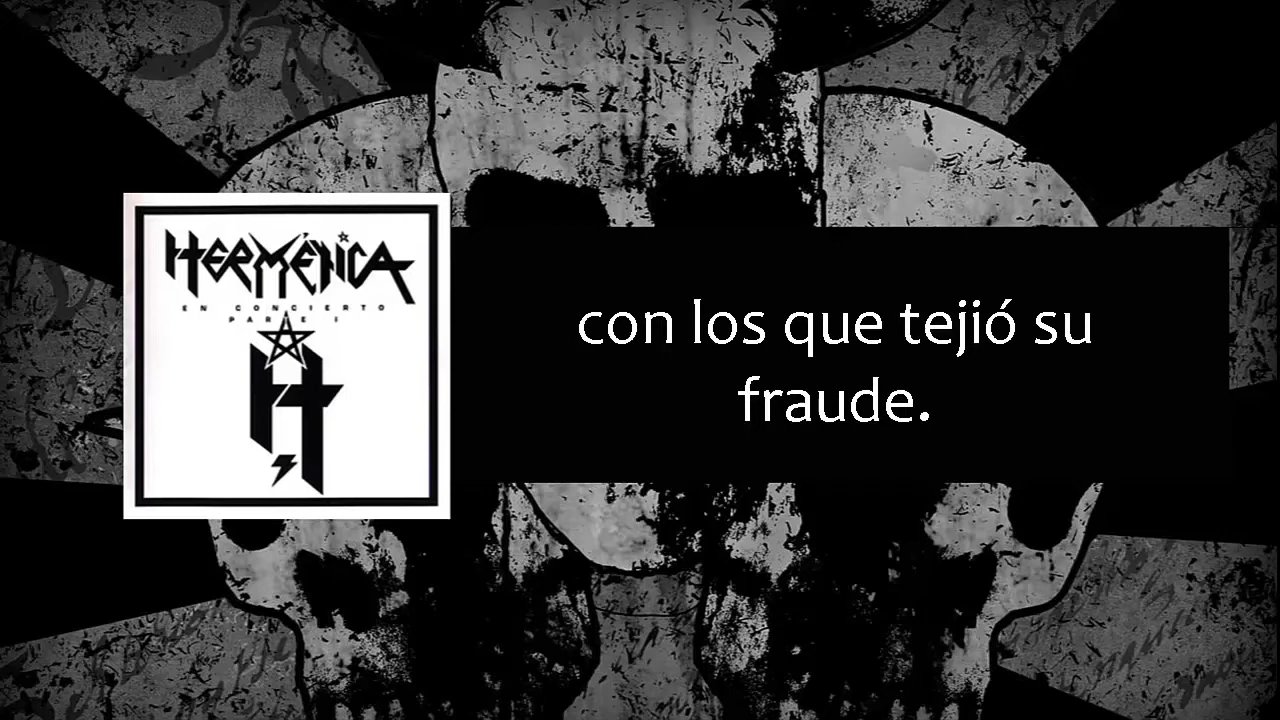 HERMÉTICA
EN CONCIERTO
PARTE I
con los que tejió su
fraude.